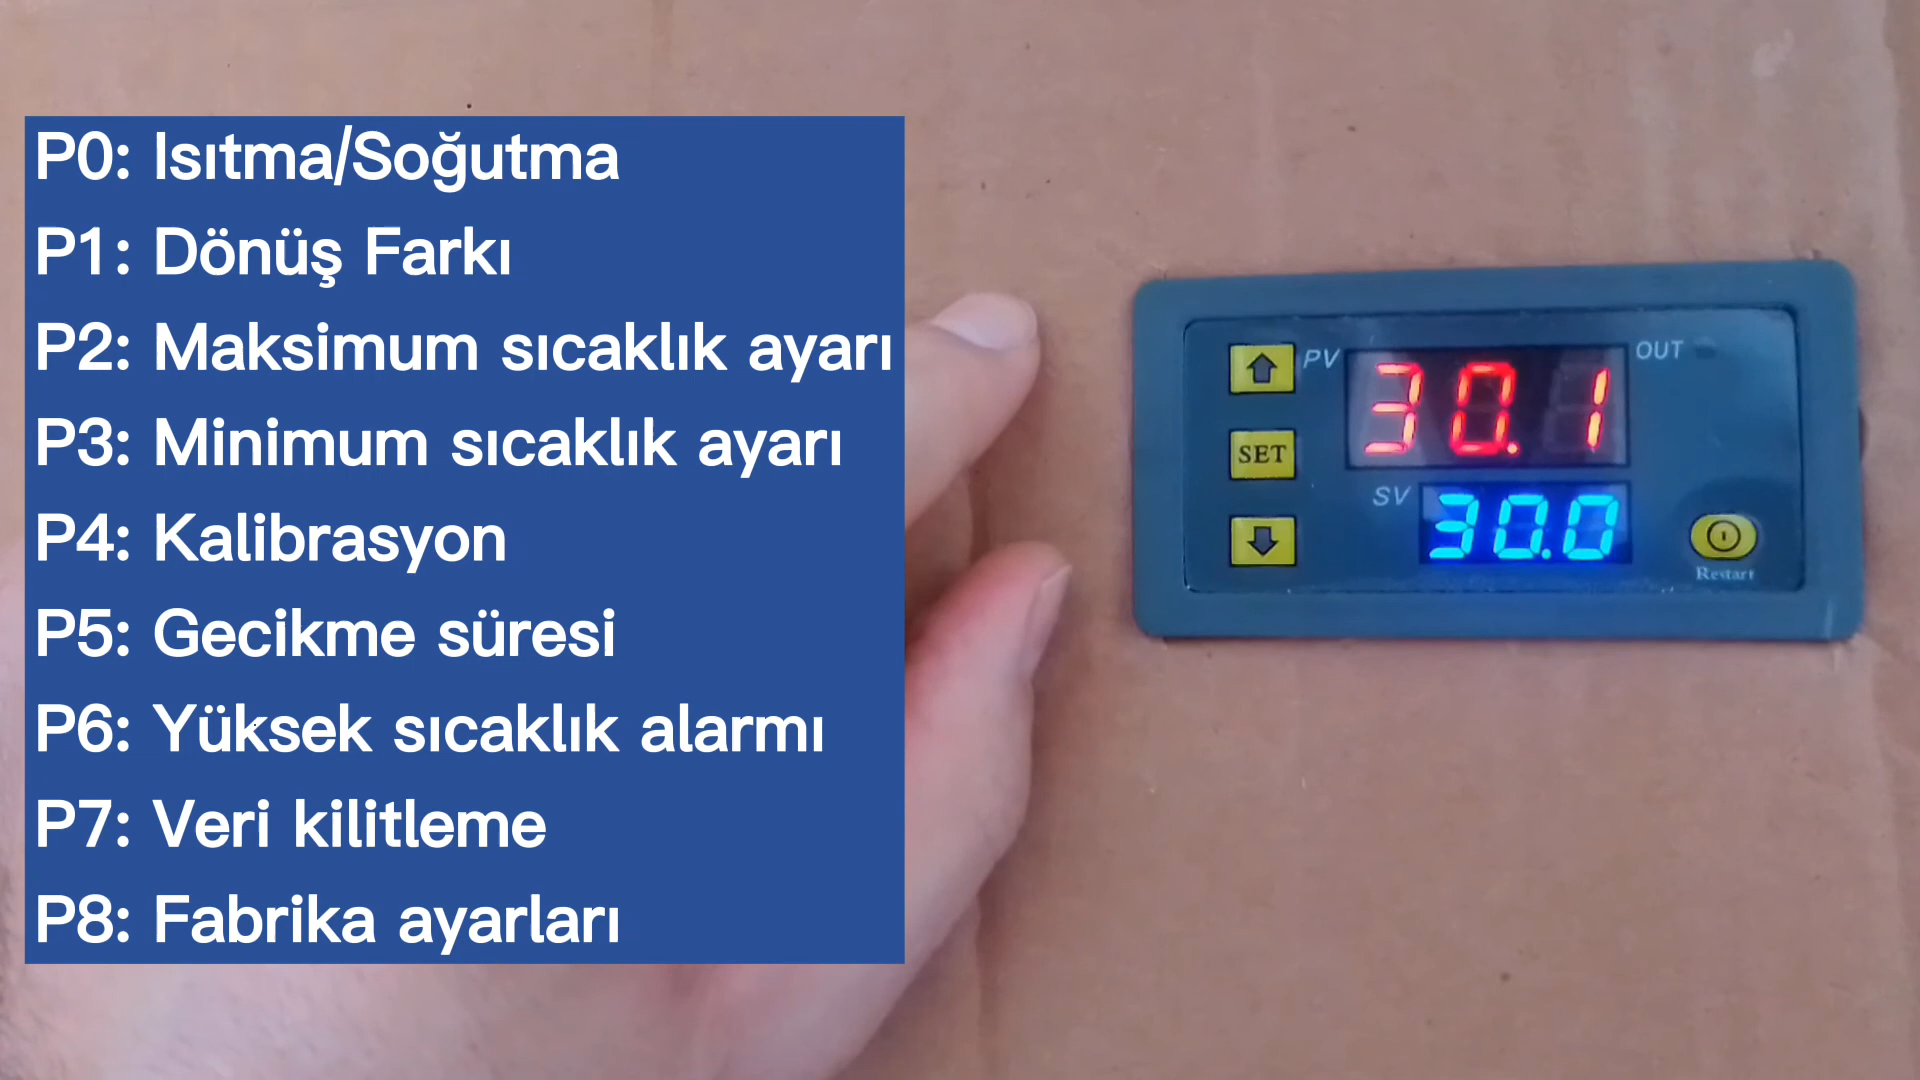 P0: Isıtma/Soğutma
P1: Dönüş Farkı
P2: Maksimum sıcaklık ayarı
P3: Minimum sıcaklık ayarı
P4: Kalibrasyon
P5: Gecikme süresi
P6: Yüksek sıcaklık alarmı
P7: Veri kilitleme
P8: Fabrika ayarları
PV 30.1 OUT
SET
SV 30.0
Restart